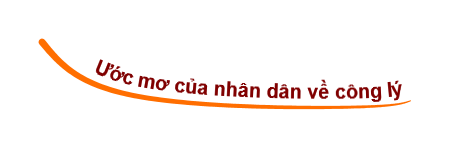 Ước mơ của nhân dân về công lý